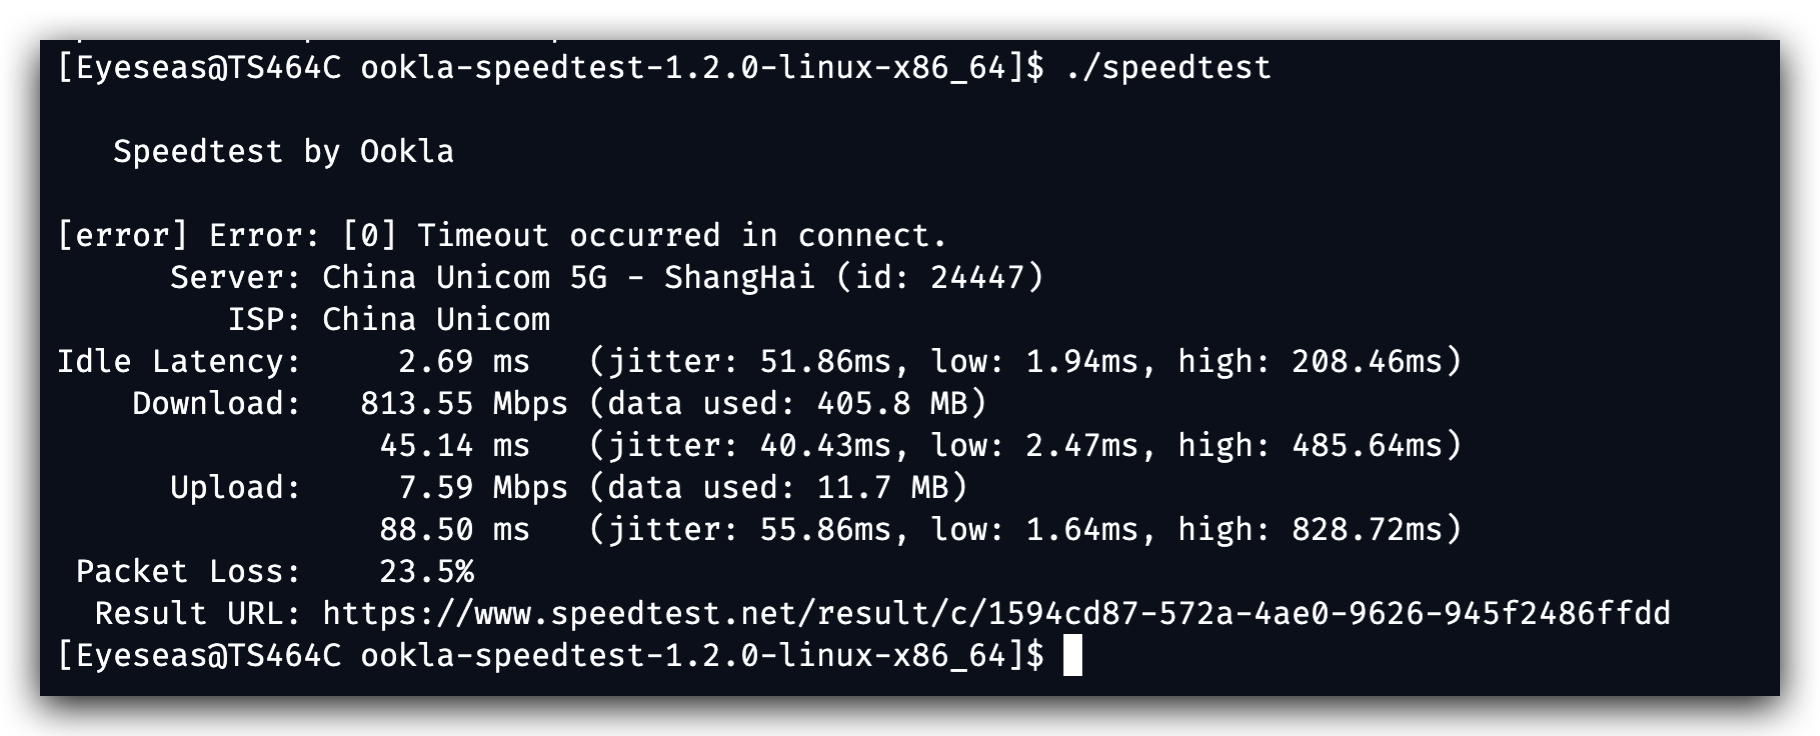 [Eyeseas@TS464C ookla-speedtest-1.2.0-linux-x86_64]$ ./speedtest
Speedtest by Ookla
[error] Error: [0] Timeout occurred in connect.
Server: China Unicom 5G - ShangHai (id: 24447)
ISP: China Unicom
Idle Latency: 2.69 ms (jitter: 51.86ms, low: 1.94ms, high: 208.46ms)
Download: 813.55 Mbps (data used: 405.8 MB)
45.14 ms (jitter: 40.43ms, low: 2.47ms, high: 485.64ms)
Upload: 7.59 Mbps (data used: 11.7 MB)
88.50 ms (jitter: 55.86ms, low: 1.64ms, high: 828.72ms)
Packet Loss: 23.5%
Result URL: https://www.speedtest.net/result/c/1594cd87-572a-4ae0-9626-945f2486ffdd
[Eyeseas@TS464C ookla-speedtest-1.2.0-linux-x86_64]$